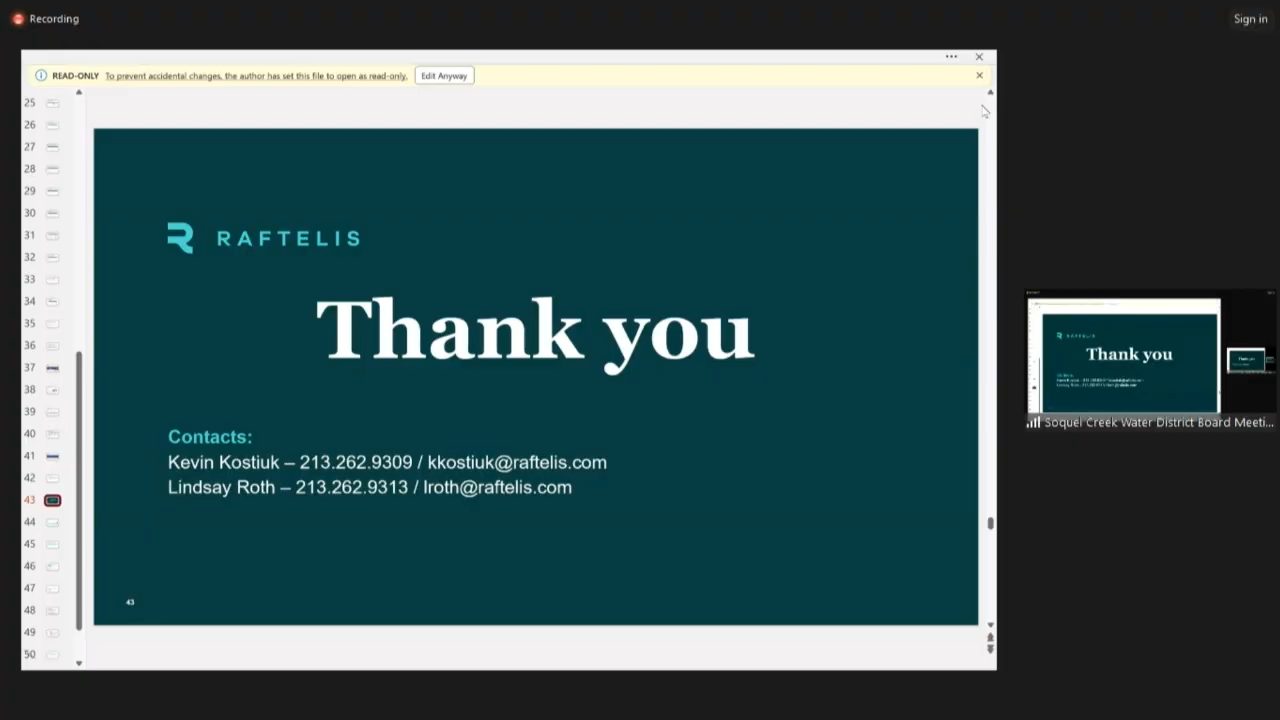 Recording
Sign in
READ-ONLY To prevent accidental changes, the author has set this file to open as read-only. Edit Anyway
25
26
27
28
29
30
31
32
33
34
35
36
37
38
39
40
41
42
43
44
45
46
47
48
49
50
RAFTELIS
Thank you
Contacts:
Kevin Kostiuk – 213.262.9309 / kkostiuk@raftelis.com
Lindsay Roth – 213.262.9313 / lroth@raftelis.com
43
RAFTELIS
Thank you
Soquel Creek Water District Board Meeti...